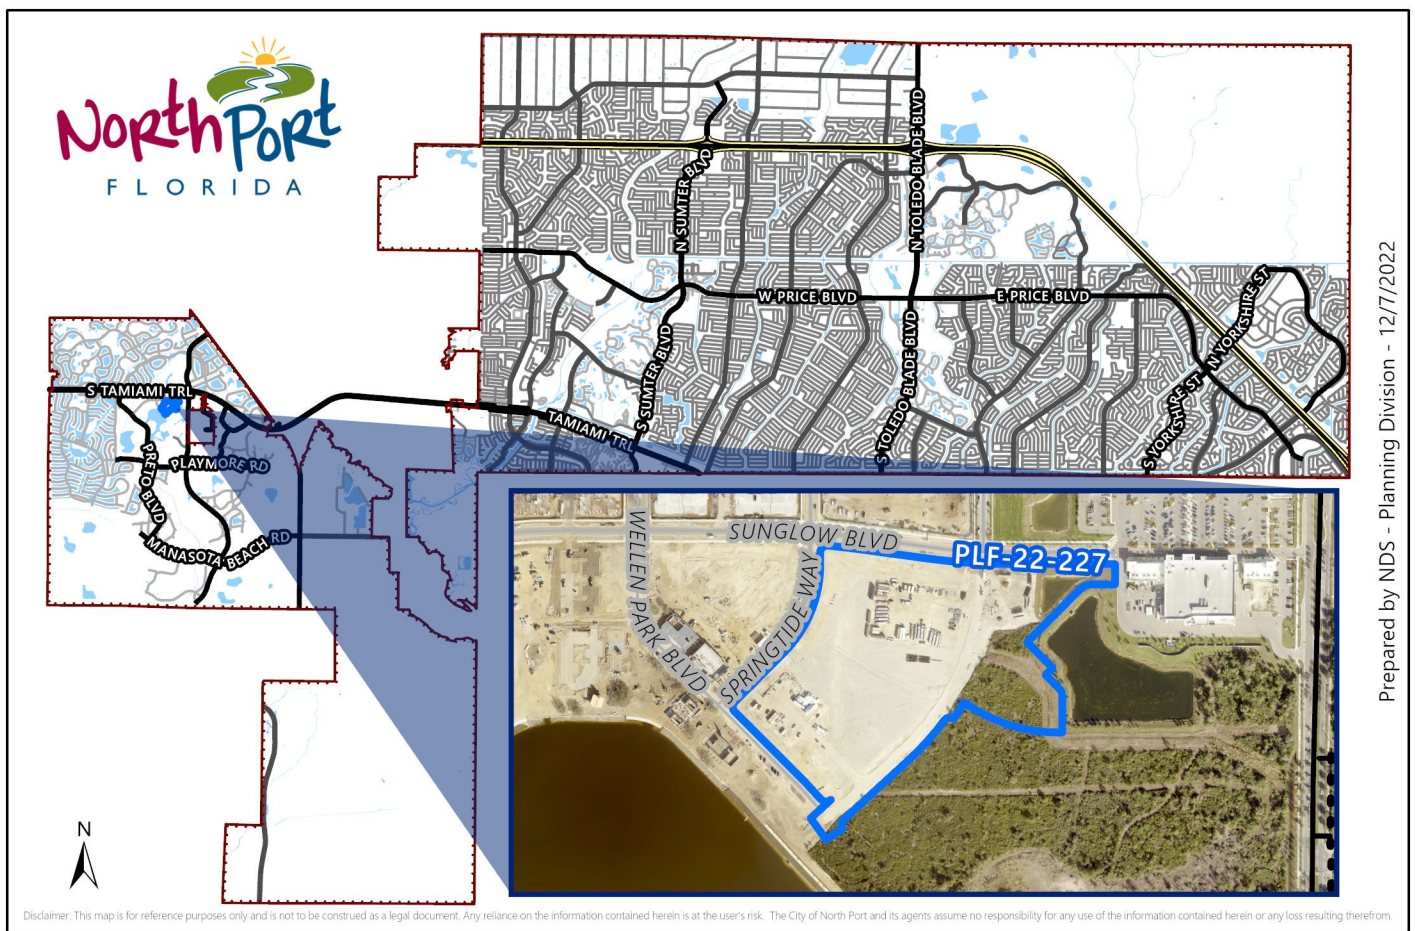 North Port
FLORIDA
N SUMTER BLVD
N TOLEDO BLADE BLVD
W PRICE BLVD
E PRICE BLVD
N YORKSHIRE ST
S YORKSHIRE ST
S SUMTER BLVD
S TOLEDO BLADE BLVD
S TAMIAMI TRL
TAMIAMI TRL
PRETO BLVD
PLAYMORE RD
MANASOTA BEACH RD
SUNGLOW BLVD
PLF-22-227
WELLEN PARK BLVD
SPRINGTIDE WAY
N
Prepared by NDS - Planning Division - 12/7/2022
Disclaimer: This map is for reference purposes only and is not to be construed as a legal document. Any reliance on the information contained herein is at the user's risk. The City of North Port and its agents assume no responsibility for any use of the information contained herein or any loss resulting therefrom.